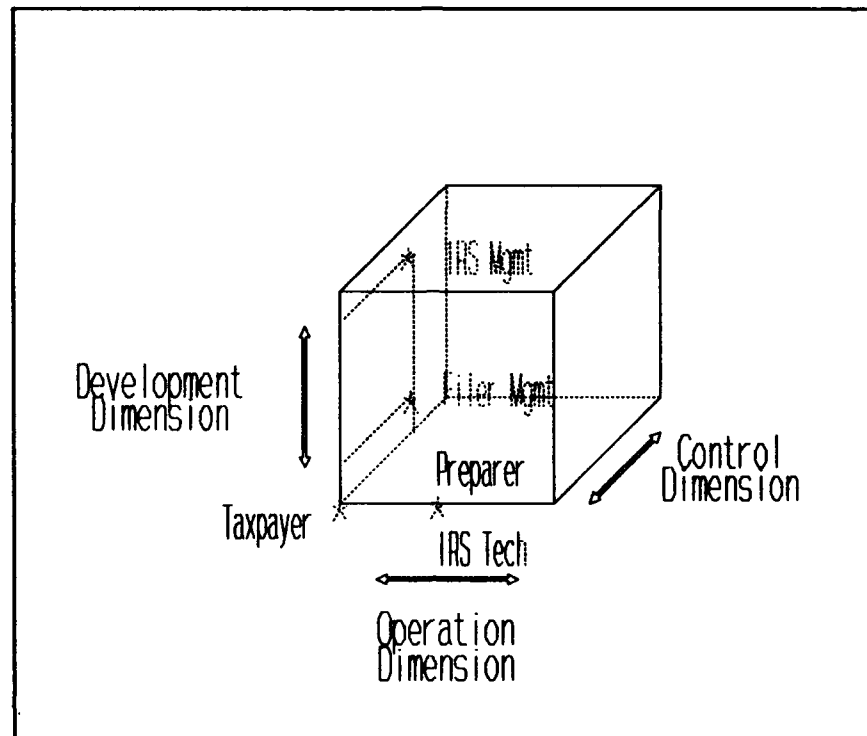 IRS Mgmt
Development
Dimension
Filer Mgmt
Control
Dimension
Preparer
Taxpayer
IRS Tech
Operation
Dimension